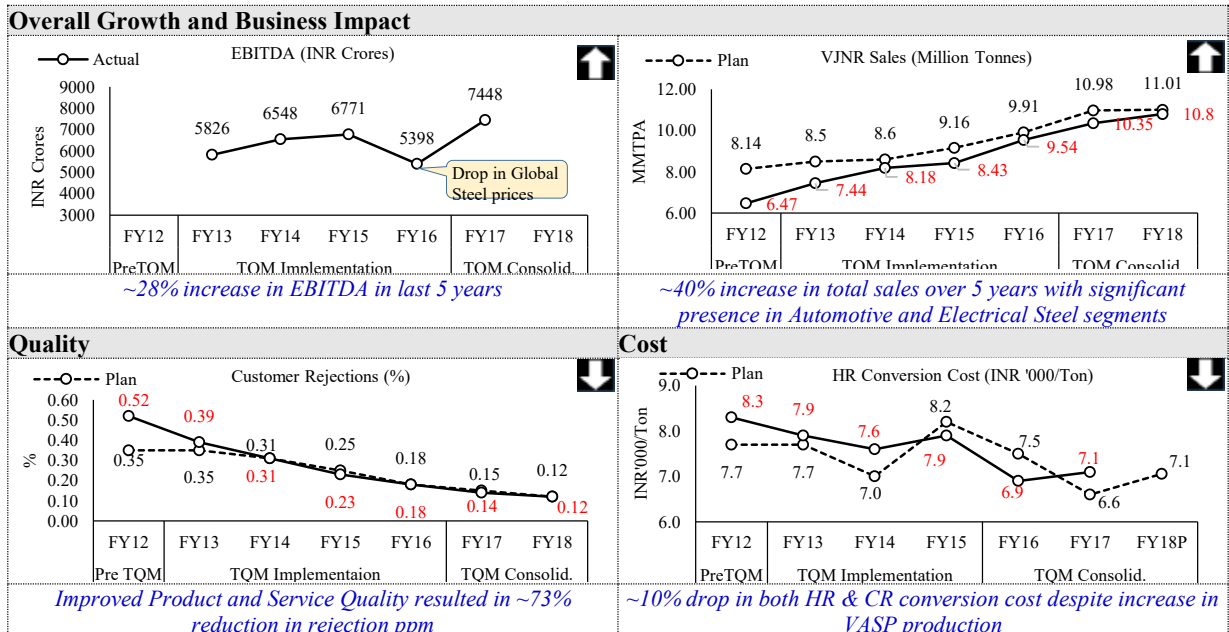 Overall Growth and Business Impact
EBITDA (INR Crores)
Actual
9000
8000
7000
6000
5000
4000
3000
INR Crores
5826
6548
6771
5398
7448
Drop in Global
Steel prices
FY12 FY13 FY14 FY15 FY16 FY17 FY18
PreTQM TQM Implementation TQM Consolid.
~28% increase in EBITDA in last 5 years
VJNR Sales (Million Tonnes)
Plan
12.00
10.00
8.00
6.00
MMTPA
8.14 8.5 8.6 9.16 9.91 10.98 11.01
6.47 7.44 8.18 8.43 9.54 10.35 10.8
FY12 FY13 FY14 FY15 FY16 FY17 FY18
PreTQM TQM Implementation TQM Consolid.
~40% increase in total sales over 5 years with significant
presence in Automotive and Electrical Steel segments
Quality
Customer Rejections (%)
Plan
0.60
0.50
0.40
0.30
0.20
0.10
0.00
%
0.52 0.39 0.31 0.25 0.18 0.15 0.12
0.35 0.35 0.31 0.23 0.18 0.14 0.12
FY12 FY13 FY14 FY15 FY16 FY17 FY18
Pre TQM TQM Implementaion TQM Consolid.
Improved Product and Service Quality resulted in ~73%
reduction in rejection ppm
Cost
HR Conversion Cost (INR '000/Ton)
Plan
9.0
8.0
7.0
6.0
INR'000/Ton
8.3 7.9 7.6 8.2 7.5 7.1 7.1
7.7 7.7 7.0 7.9 6.9 6.6
FY12 FY13 FY14 FY15 FY16 FY17 FY18P
PreTQM TQM Implementation TQM Consolid.
~10% drop in both HR & CR conversion cost despite increase in
VASP production